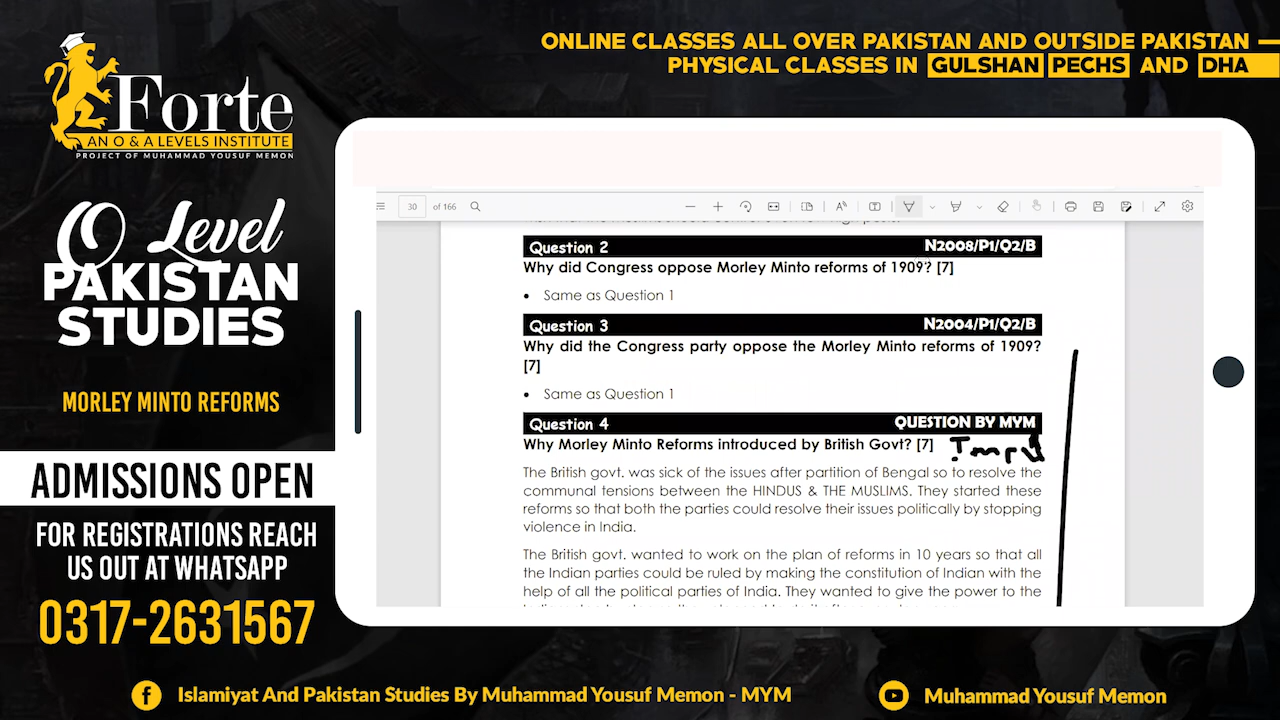 ONLINE CLASSES ALL OVER PAKISTAN AND OUTSIDE PAKISTAN
PHYSICAL CLASSES IN GULSHAN PECHS AND DHA
Forte
AN O & A LEVELS INSTITUTE
PROJECT OF MUHAMMAD YOUSUF MEMON
O Level
PAKISTAN
STUDIES
MORLEY MINTO REFORMS
ADMISSIONS OPEN
FOR REGISTRATIONS REACH
US OUT AT WHATSAPP
0317-2631567
30 of 166
Question 2 N2008/P1/Q2/B
Why did Congress oppose Morley Minto reforms of 1909? [7]
• Same as Question 1
Question 3 N2004/P1/Q2/B
Why did the Congress party oppose the Morley Minto reforms of 1909?
[7]
• Same as Question 1
Question 4 QUESTION BY MYM
Why Morley Minto Reforms introduced by British Govt? [7]
The British govt. was sick of the issues after partition of Bengal so to resolve the
communal tensions between the HINDUS & THE MUSLIMS. They started these
reforms so that both the parties could resolve their issues politically by stopping
violence in India.
The British govt. wanted to work on the plan of reforms in 10 years so that all
the Indian parties could be ruled by making the constitution of Indian with the
help of all the political parties of India. They wanted to give the power to the
Islamiyat And Pakistan Studies By Muhammad Yousuf Memon - MYM
Muhammad Yousuf Memon